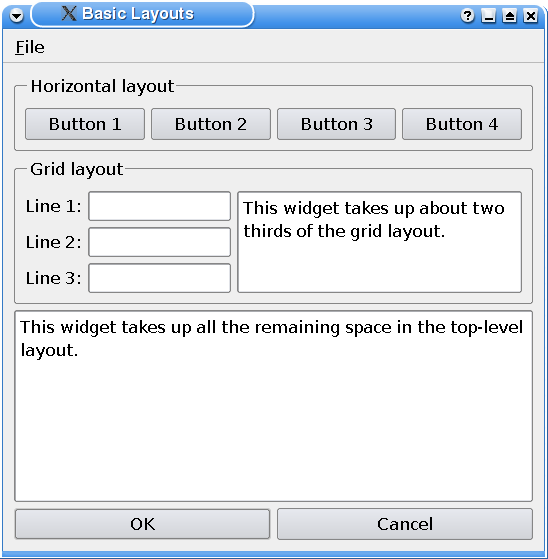 Basic Layouts
File
Horizontal layout
Button 1 Button 2 Button 3 Button 4
Grid layout
Line 1:
Line 2:
Line 3:
This widget takes up about two
thirds of the grid layout.
This widget takes up all the remaining space in the top-level
layout.
OK Cancel